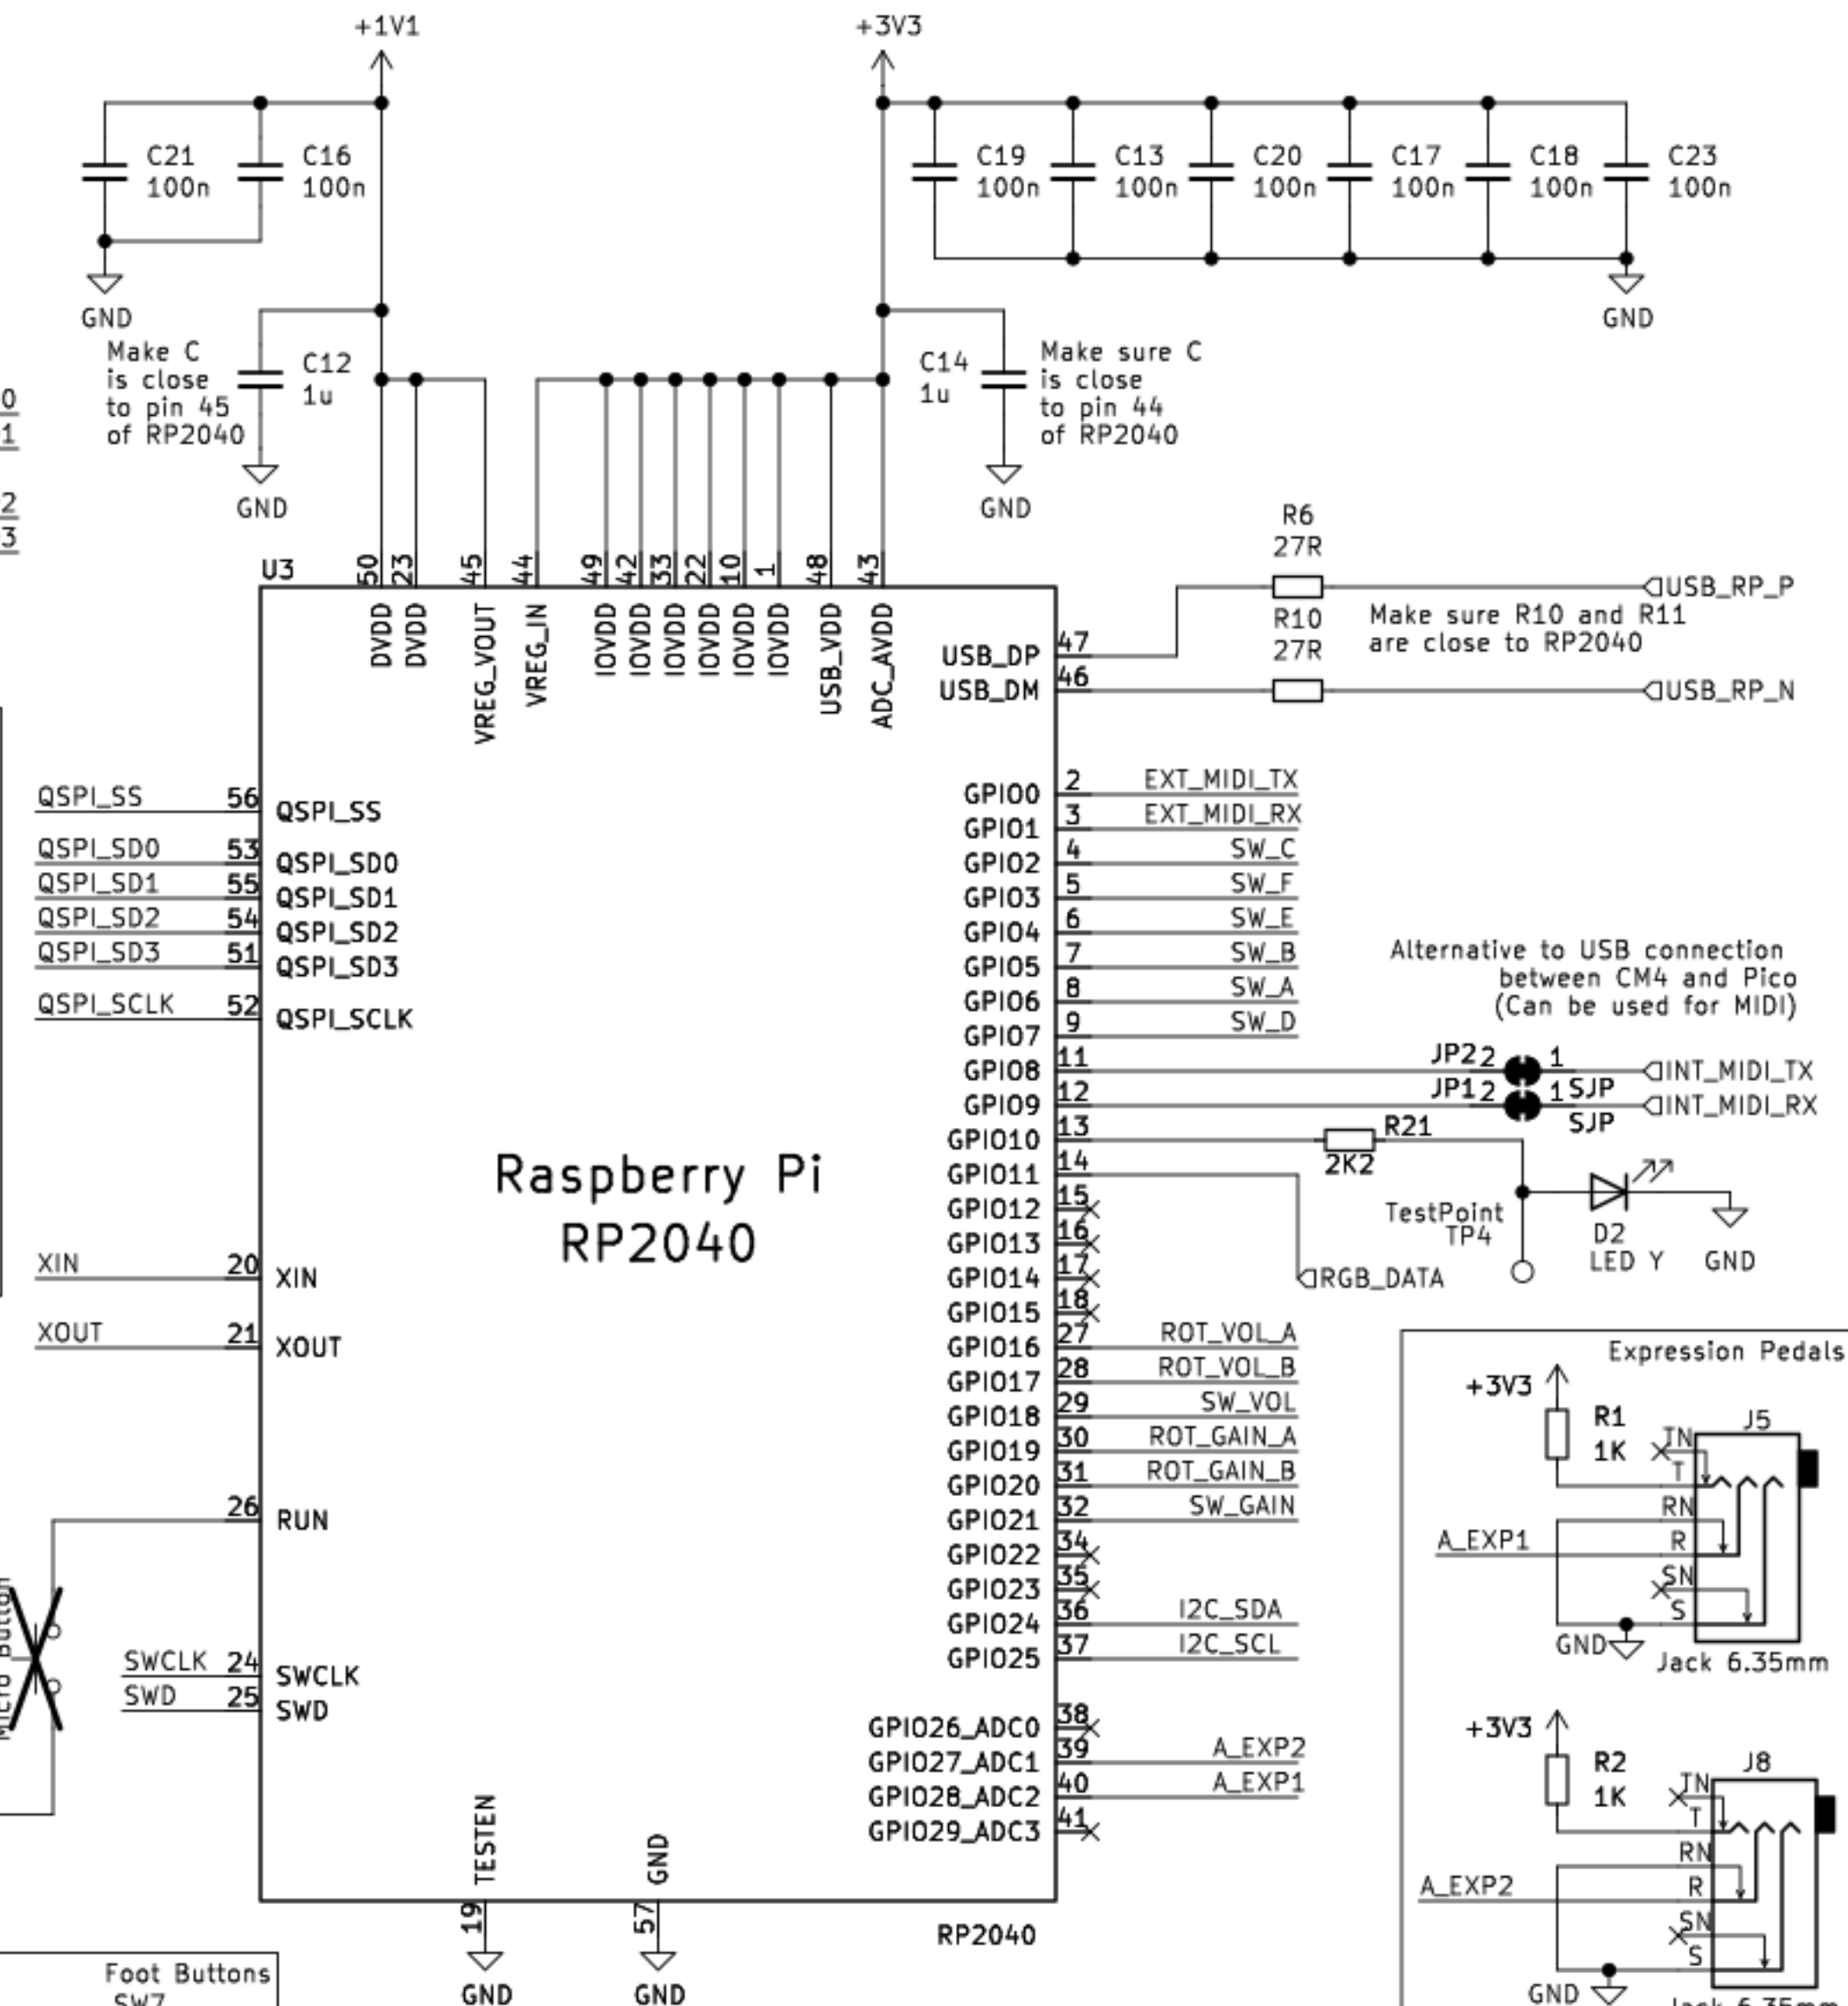 +1V1
+3V3
C21
100n
C16
100n
C19
100n
C13
100n
C20
100n
C17
100n
C18
100n
C23
100n
GND
GND
Make C
is close
to pin 45
of RP2040
C12
1u
GND
C14
1u
Make sure C
is close
to pin 44
of RP2040
GND
0
1
2
3
U3
50 23 45 44 49 42 33 22 10 1 48 43
DVDD
DVDD
VREG_VOUT
VREG_IN
IOVDD
IOVDD
IOVDD
IOVDD
IOVDD
IOVDD
USB_VDD
ADC_AVDD
R6
27R
USB_RP_P
R10
27R
Make sure R10 and R11
are close to RP2040
USB_DP 47
USB_DM 46
USB_RP_N
QSPI_SS 56 QSPI_SS
QSPI_SD0 53 QSPI_SD0
QSPI_SD1 55 QSPI_SD1
QSPI_SD2 54 QSPI_SD2
QSPI_SD3 51 QSPI_SD3
QSPI_SCLK 52 QSPI_SCLK
XIN 20 XIN
XOUT 21 XOUT
26 RUN
SWCLK 24 SWCLK
SWD 25 SWD
Button
Raspberry Pi
RP2040
GPIO0 2 EXT_MIDI_TX
GPIO1 3 EXT_MIDI_RX
GPIO2 4 SW_C
GPIO3 5 SW_F
GPIO4 6 SW_E
GPIO5 7 SW_B
GPIO6 8 SW_A
GPIO7 9 SW_D
GPIO8 11
GPIO9 12
GPIO10 13
GPIO11 14
GPIO12 15
GPIO13 16
GPIO14 17
GPIO15 18
GPIO16 27 ROT_VOL_A
GPIO17 28 ROT_VOL_B
GPIO18 29 SW_VOL
GPIO19 30 ROT_GAIN_A
GPIO20 31 ROT_GAIN_B
GPIO21 32 SW_GAIN
GPIO22 34
GPIO23 35
GPIO24 36 I2C_SDA
GPIO25 37 I2C_SCL
GPIO26_ADC0 38
GPIO27_ADC1 39 A_EXP2
GPIO28_ADC2 40 A_EXP1
GPIO29_ADC3 41
Alternative to USB connection
between CM4 and Pico
(Can be used for MIDI)
JP2 2 1 INT_MIDI_TX
JP1 2 1 SJP INT_MIDI_RX
SJP
R21
2K2
TestPoint
TP4
D2
LED Y
GND
RGB_DATA
Expression Pedals
+3V3
R1
1K
J5
TN
T
RN
A_EXP1 R
SN
S
GND
Jack 6.35mm
+3V3
R2
1K
J8
TN
T
RN
A_EXP2 R
SN
S
GND
Jack 6.35mm
TESTEN
GND
19
57
GND
GND
RP2040
Foot Buttons
SW7